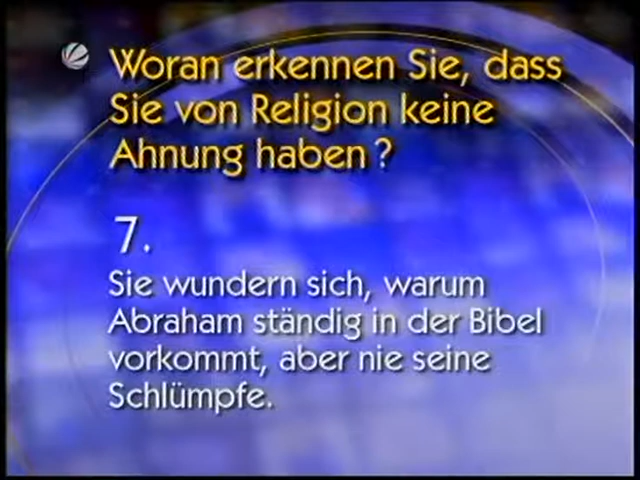 Woran erkennen Sie, dass
Sie von Religion keine
Ahnung haben?
7.
Sie wundern sich, warum
Abraham ständig in der Bibel
vorkommt, aber nie seine
Schlümpfe.